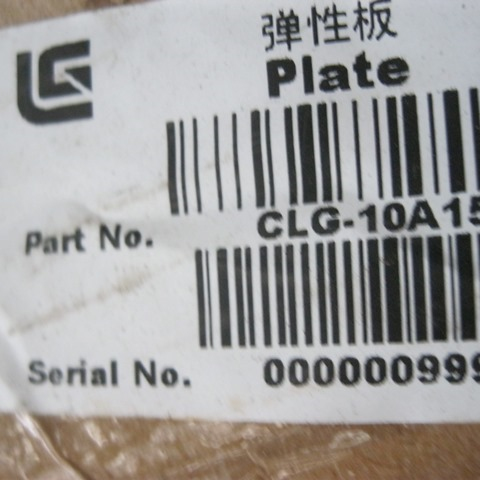 弹性板
Plate
Part No. CLG-10A15
Serial No. 000000999